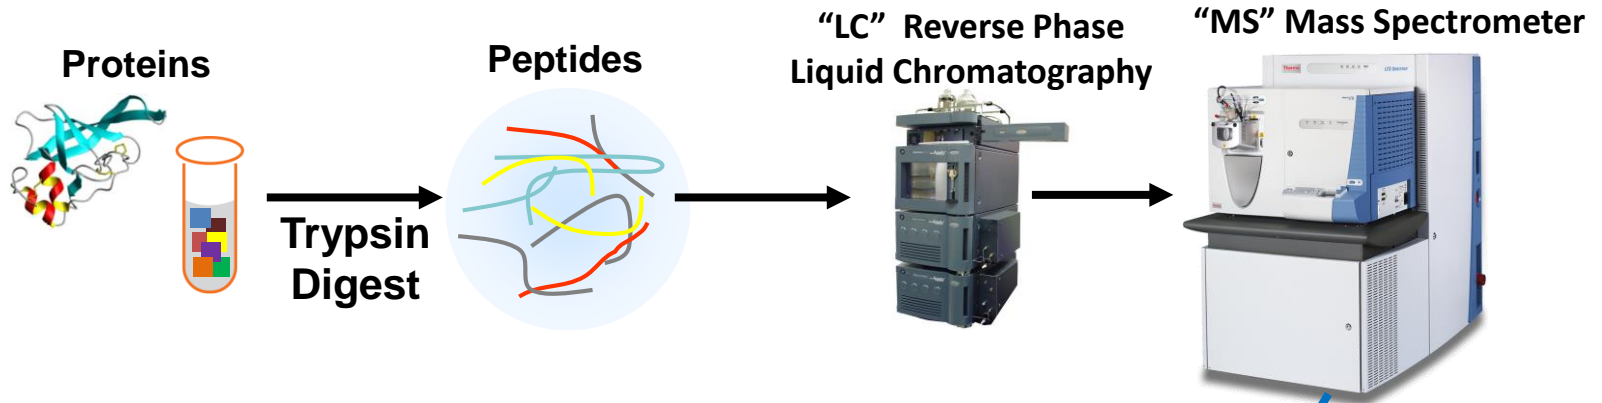 Proteins
Trypsin
Digest
Peptides
“LC” Reverse Phase
Liquid Chromatography
“MS” Mass Spectrometer